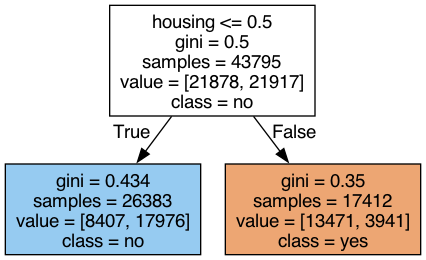 housing <= 0.5
gini = 0.5
samples = 43795
value = [21878, 21917]
class = no
True
False
gini = 0.434
samples = 26383
value = [8407, 17976]
class = no
gini = 0.35
samples = 17412
value = [13471, 3941]
class = yes